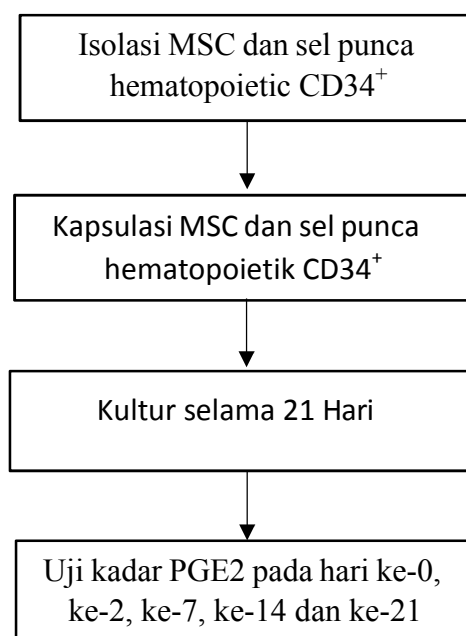 Isolasi MSC dan sel punca
hematopoietic CD34⁺
Kapsulasi MSC dan sel punca
hematopoietik CD34⁺
Kultur selama 21 Hari
Uji kadar PGE2 pada hari ke-0,
ke-2, ke-7, ke-14 dan ke-21